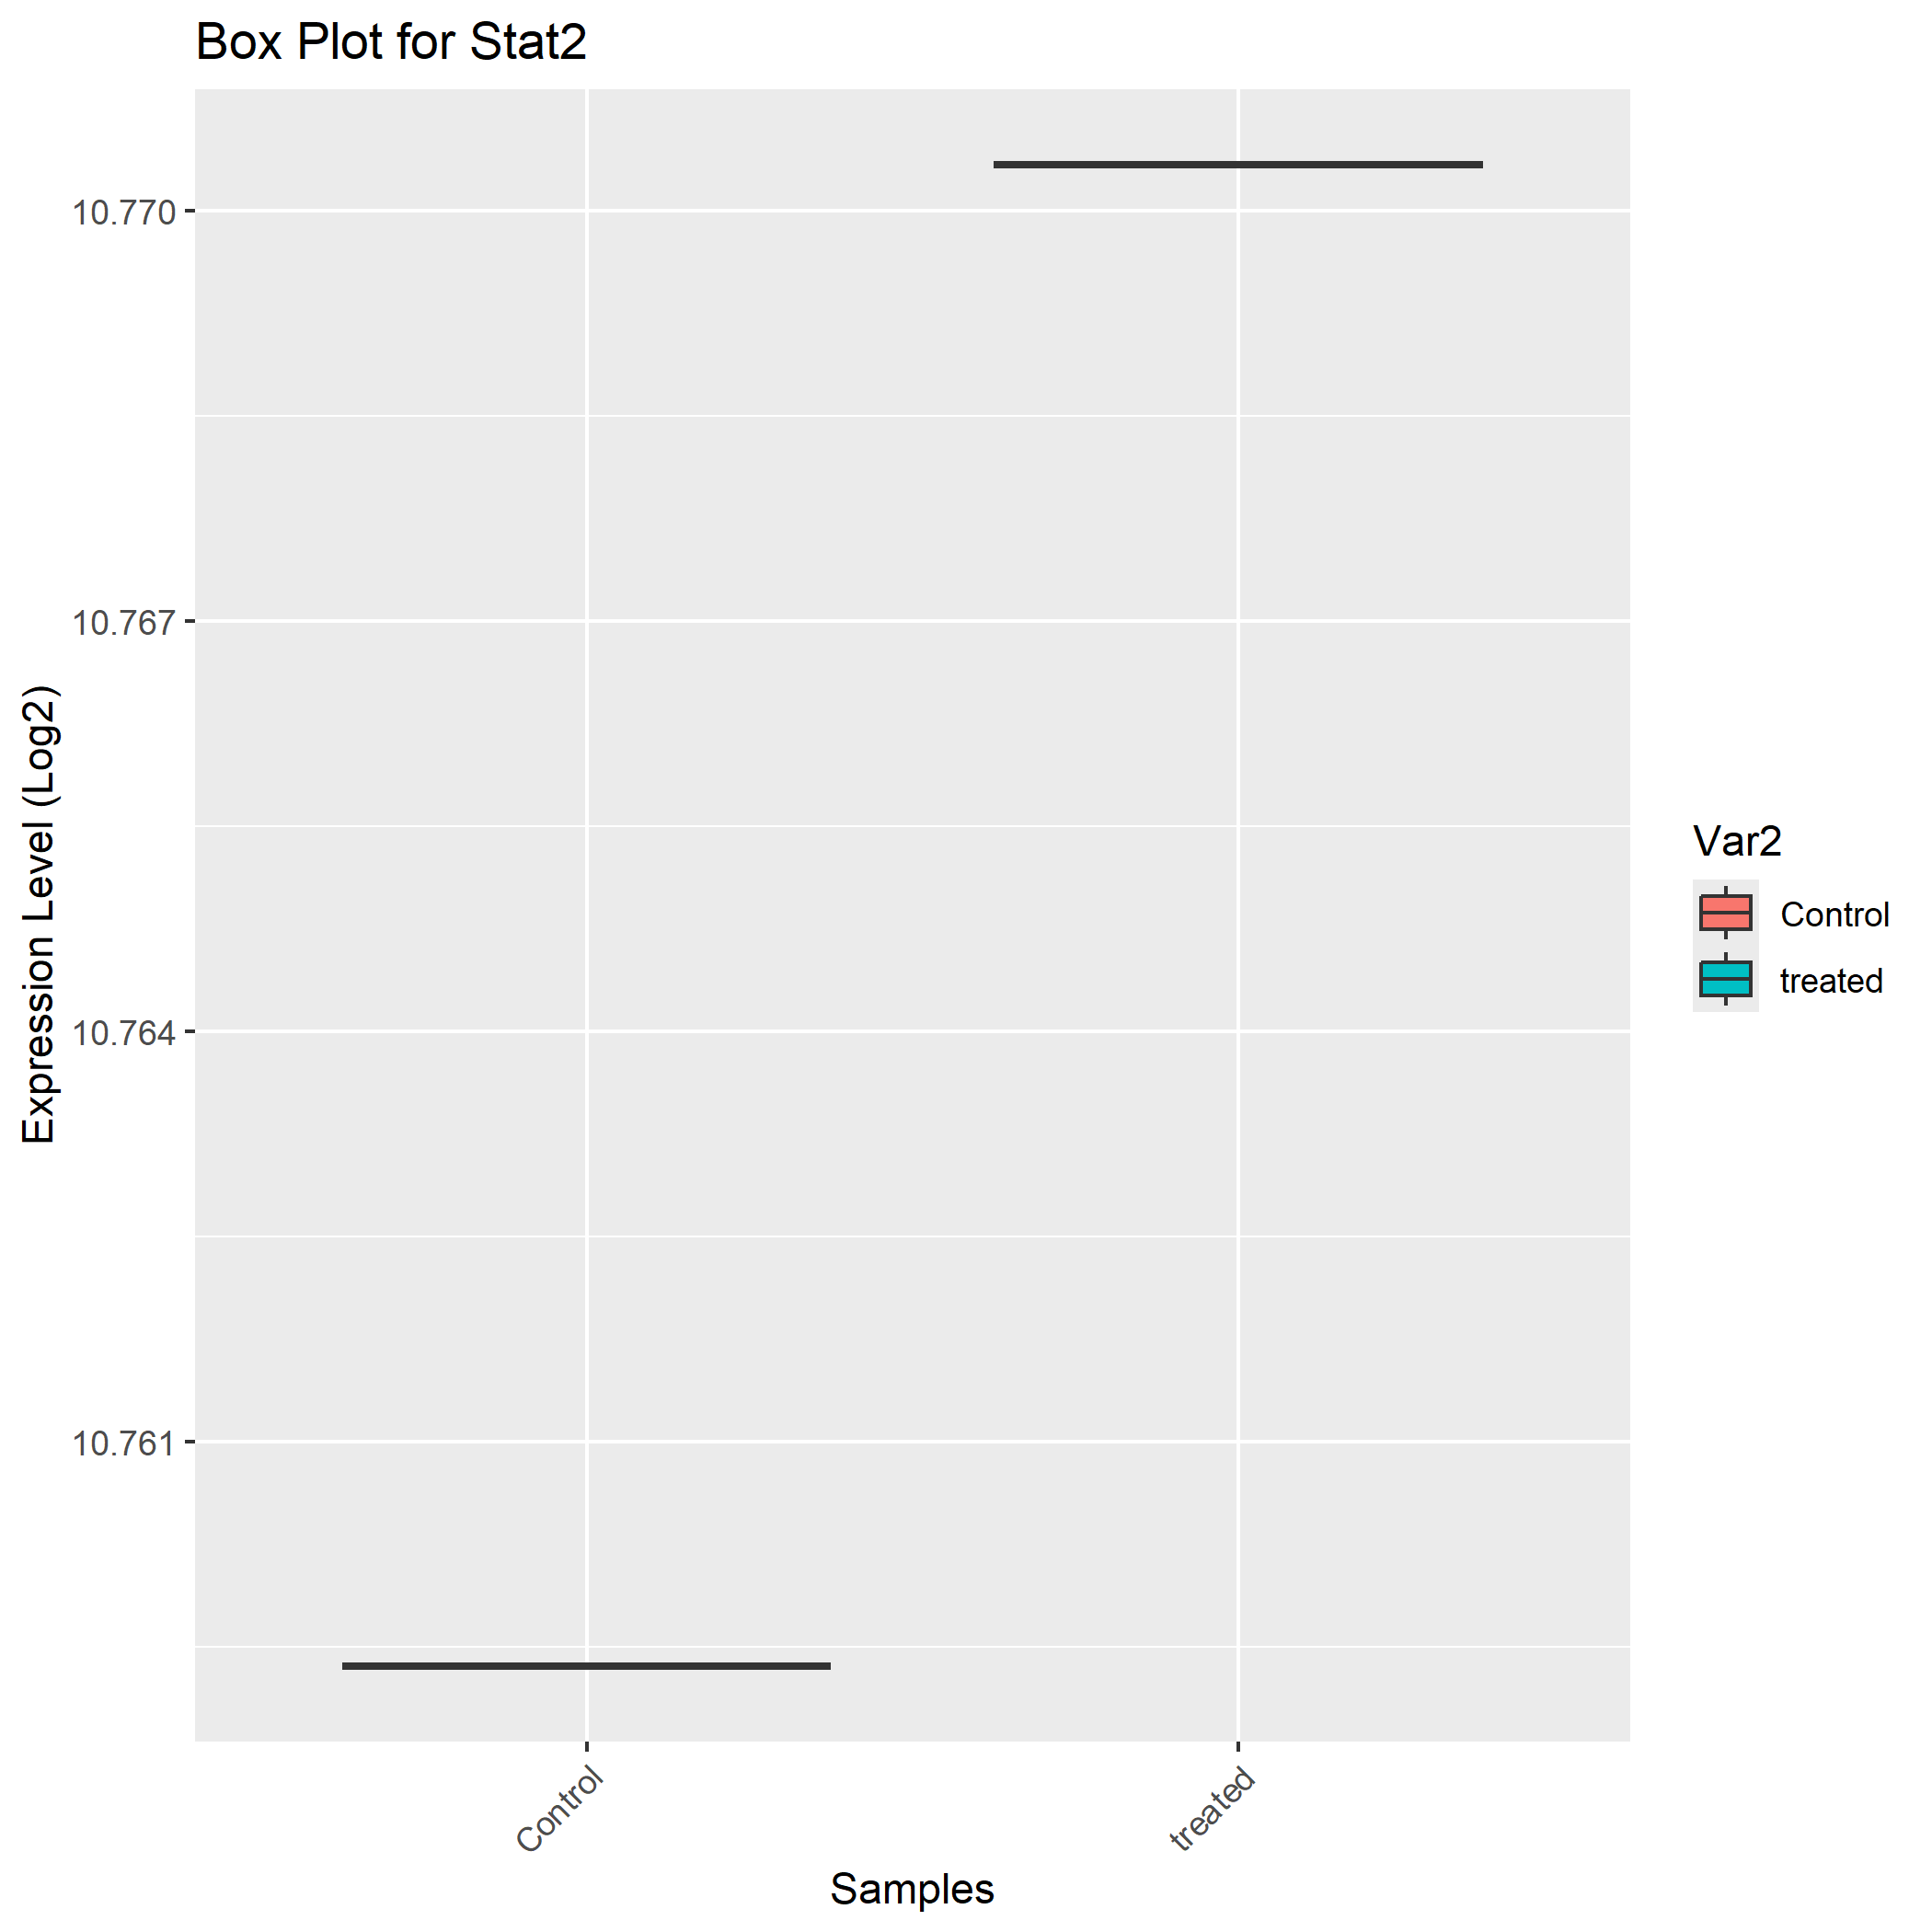 Box Plot for Stat2
10.770
10.767
10.764
10.761
Expression Level (Log2)
Control
treated
Samples
Var2
Control
treated